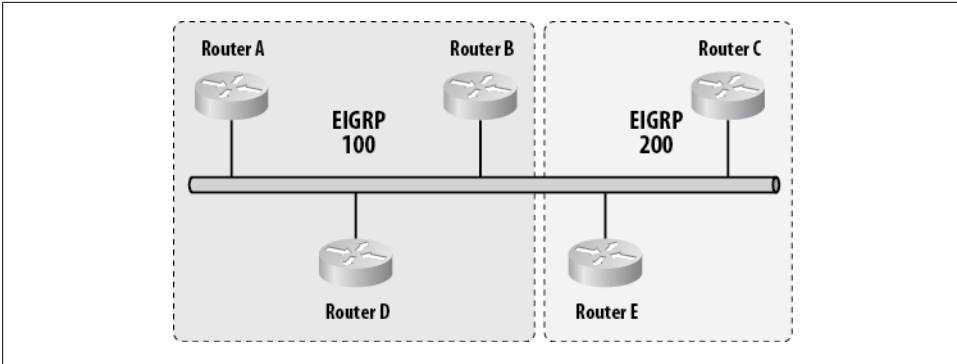 Router A
Router B
Router C
EIGRP
100
EIGRP
200
Router D
Router E